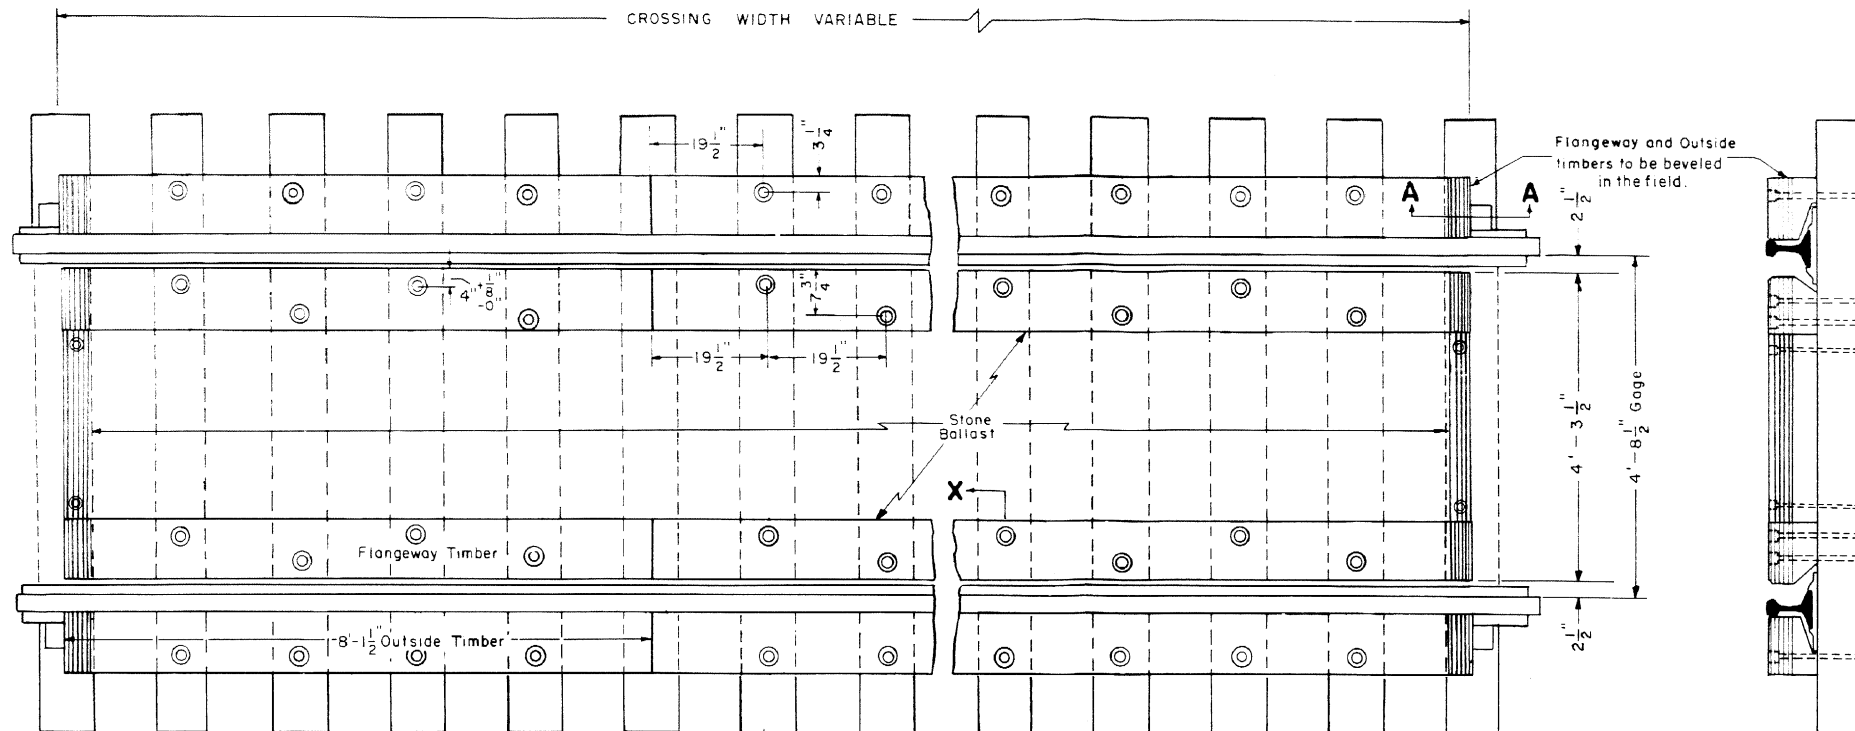 CROSSING WIDTH VARIABLE
19 1/2"
3 1/4"
Flangeway and Outside
timbers to be beveled
in the field.
A A
2 1/2"
4" +1/8" -0"
7 3/4"
19 1/2" 19 1/2"
Stone
Ballast
4' - 3 1/2"
4' - 8 1/2" Gage
X
Flangeway Timber
8'-1 1/2" Outside Timber
2 1/2"